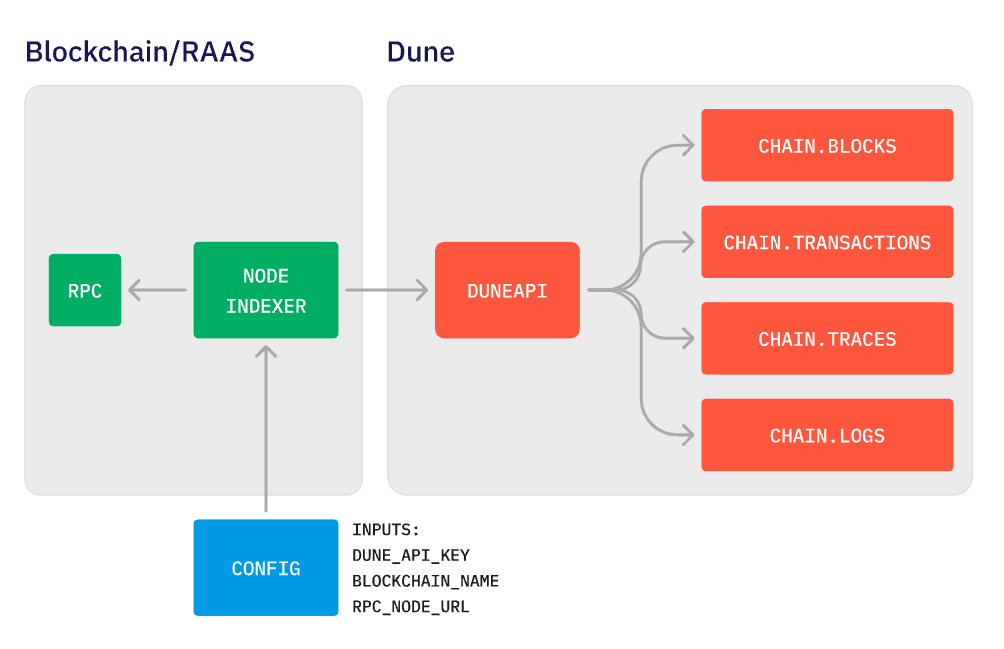 Blockchain/RAAS
Dune
CHAIN.BLOCKS
CHAIN.TRANSACTIONS
RPC
NODE
INDEXER
DUNEAPI
CHAIN.TRACES
CHAIN.LOGS
CONFIG
INPUTS:
DUNE_API_KEY
BLOCKCHAIN_NAME
RPC_NODE_URL